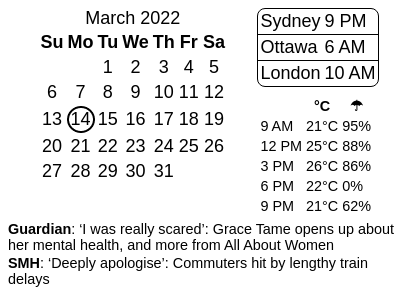 March 2022
Su Mo Tu We Th Fr Sa
1 2 3 4 5
6 7 8 9 10 11 12
13 14 15 16 17 18 19
20 21 22 23 24 25 26
27 28 29 30 31
Sydney 9 PM
Ottawa 6 AM
London 10 AM
°C ☂
9 AM 21°C 95%
12 PM 25°C 88%
3 PM 26°C 86%
6 PM 22°C 0%
9 PM 21°C 62%
Guardian: ‘I was really scared’: Grace Tame opens up about
her mental health, and more from All About Women
SMH: ‘Deeply apologise’: Commuters hit by lengthy train
delays